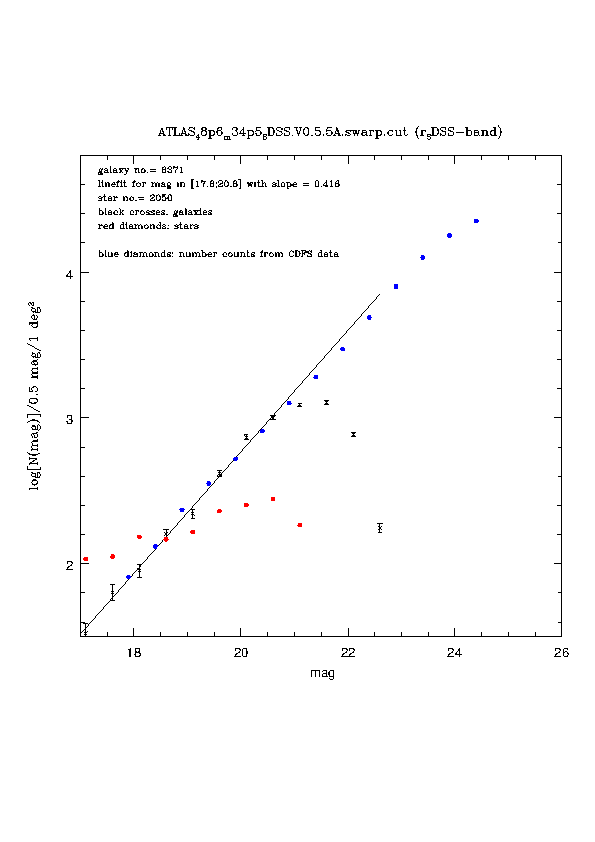 ATLAS48p6m34p5SDSS.V0.5.5A.swarp.cut (rSDSS-band)
galaxy no.= 8371
linefit for mag in [17.8;20.8] with slope = 0.416
star no.= 2050
black crosses: galaxies
red diamonds: stars
blue diamonds: number counts from CDFS data
log[N(mag)]/0.5 mag/1 deg²
4
3
2
18 20 22 24 26
mag